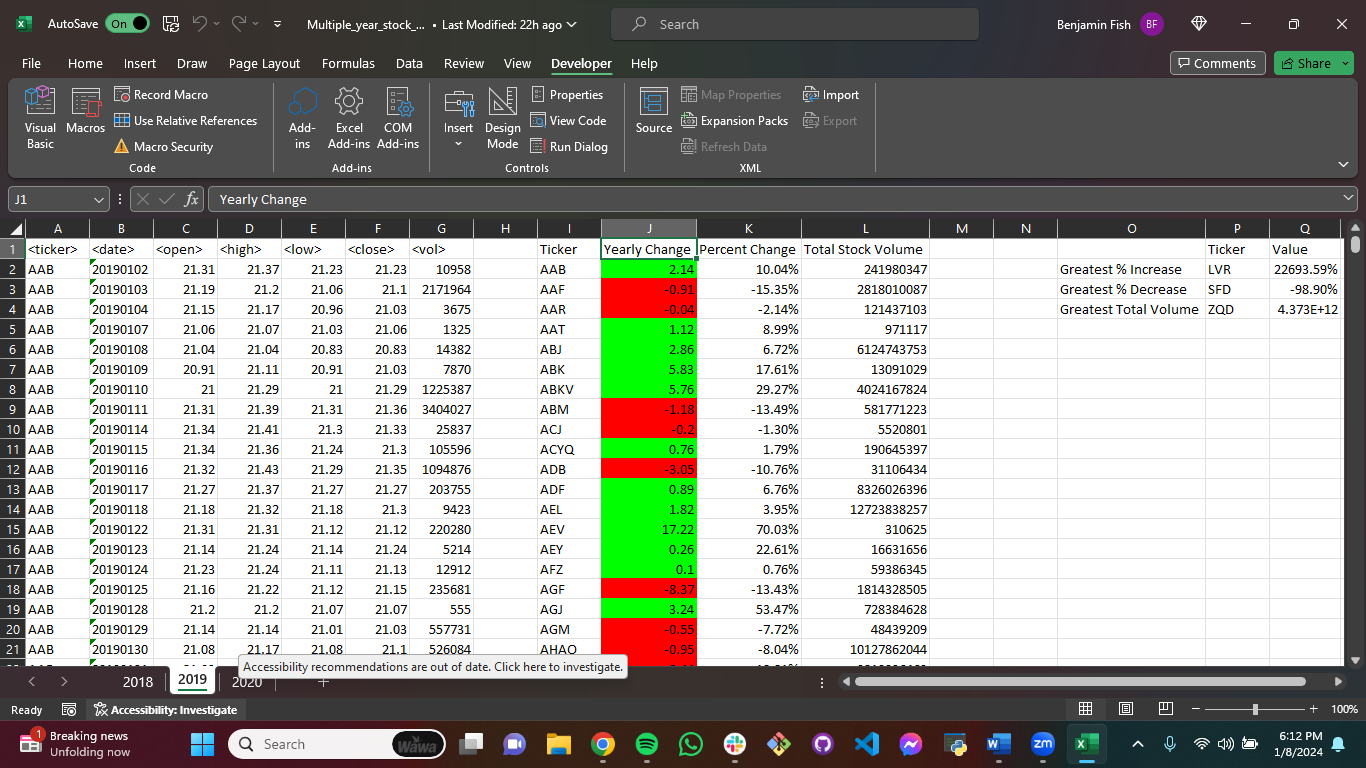 AutoSave On Multiple_year_stock_... • Last Modified: 22h ago Search Benjamin Fish BF
File Home Insert Draw Page Layout Formulas Data Review View Developer Help Comments Share
Visual Basic
Macros
Record Macro
Use Relative References
Macro Security
Code
Add-ins
Excel Add-ins
COM Add-ins
Add-ins
Insert
Design Mode
Properties
View Code
Run Dialog
Controls
Source
Map Properties
Expansion Packs
Refresh Data
Import
Export
XML
J1 fx Yearly Change
A B C D E F G H I J K L M N O P Q
1 <ticker> <date> <open> <high> <low> <close> <vol> Ticker Yearly Change Percent Change Total Stock Volume Ticker Value
2 AAB 20190102 21.31 21.37 21.23 21.23 10958 AAB 2.14 10.04% 241980347 Greatest % Increase LVR 22693.59%
3 AAB 20190103 21.19 21.2 21.06 21.1 2171964 AAF -0.91 -15.35% 2818010087 Greatest % Decrease SFD -98.90%
4 AAB 20190104 21.15 21.17 20.96 21.03 3675 AAR -0.04 -2.14% 121437103 Greatest Total Volume ZQD 4.373E+12
5 AAB 20190107 21.06 21.07 21.03 21.06 1325 AAT 1.12 8.99% 971117
6 AAB 20190108 21.04 21.04 20.83 20.83 14382 ABJ 2.86 6.72% 6124743753
7 AAB 20190109 20.91 21.11 20.91 21.03 7870 ABK 5.83 17.61% 13091029
8 AAB 20190110 21 21.29 21 21.29 1225387 ABKV 5.76 29.27% 4024167824
9 AAB 20190111 21.31 21.39 21.31 21.36 3404027 ABM -1.18 -13.49% 581771223
10 AAB 20190114 21.34 21.41 21.3 21.33 25837 ACJ -0.2 -1.30% 5520801
11 AAB 20190115 21.34 21.36 21.24 21.3 105596 ACYQ 0.76 1.79% 190645397
12 AAB 20190116 21.32 21.43 21.29 21.35 1094876 ADB -3.05 -10.76% 31106434
13 AAB 20190117 21.27 21.37 21.27 21.27 203755 ADF 0.89 6.76% 8326026396
14 AAB 20190118 21.18 21.32 21.18 21.3 9423 AEL 1.82 3.95% 12723838257
15 AAB 20190122 21.31 21.31 21.12 21.12 220280 AEV 17.22 70.03% 310625
16 AAB 20190123 21.14 21.24 21.14 21.24 5214 AEY 0.26 22.61% 16631656
17 AAB 20190124 21.23 21.24 21.11 21.13 12912 AFZ 0.1 0.76% 59386345
18 AAB 20190125 21.16 21.22 21.12 21.15 235681 AGF -8.37 -13.43% 1814328505
19 AAB 20190128 21.2 21.2 21.07 21.07 555 AGJ 3.24 53.47% 728384628
20 AAB 20190129 21.14 21.14 21.01 21.03 557731 AGM -0.55 -7.72% 48439209
21 AAB 20190130 21.08 21.17 21.08 21.1 526084 AHAO -0.95 -8.04% 10127862044
Accessibility recommendations are out of date. Click here to investigate.
2018 2019 2020
Ready Accessibility: Investigate 100%
1 Breaking news
Unfolding now
Search Wawa
6:12 PM
1/8/2024